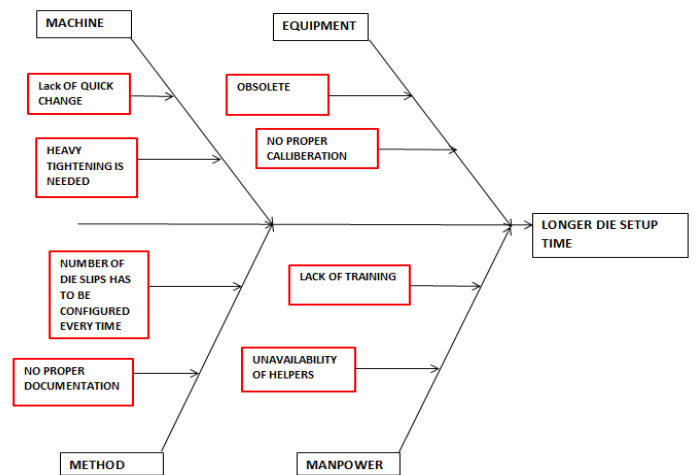 MACHINE
EQUIPMENT
Lack OF QUICK
CHANGE
OBSOLETE
HEAVY
TIGHTENING IS
NEEDED
NO PROPER
CALLIBERATION
LONGER DIE SETUP
TIME
NUMBER OF
DIE SLIPS HAS
TO BE
CONFIGURED
EVERY TIME
LACK OF TRAINING
NO PROPER
DOCUMENTATION
UNAVAILABILITY
OF HELPERS
METHOD
MANPOWER